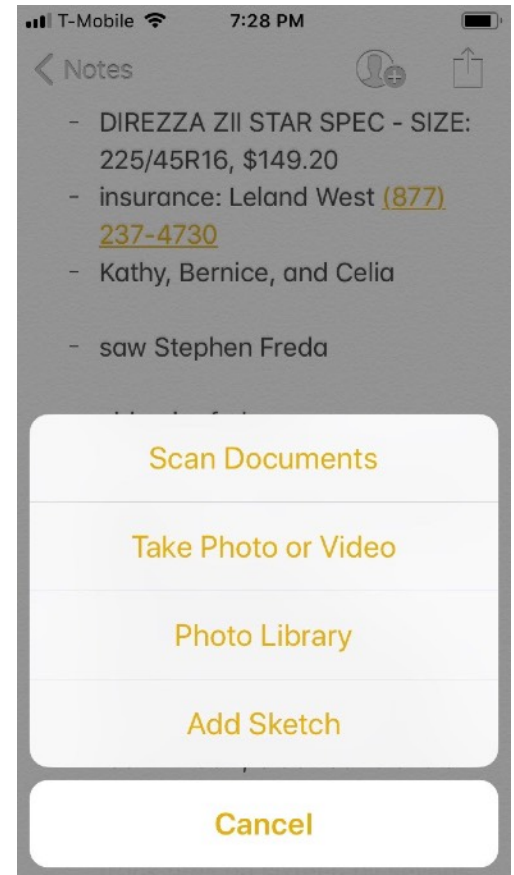 T-Mobile 7:28 PM
Notes
- DIREZZA ZII STAR SPEC - SIZE:
225/45R16, $149.20
- insurance: Leland West (877)
237-4730
- Kathy, Bernice, and Celia
- saw Stephen Freda
Scan Documents
Take Photo or Video
Photo Library
Add Sketch
Cancel